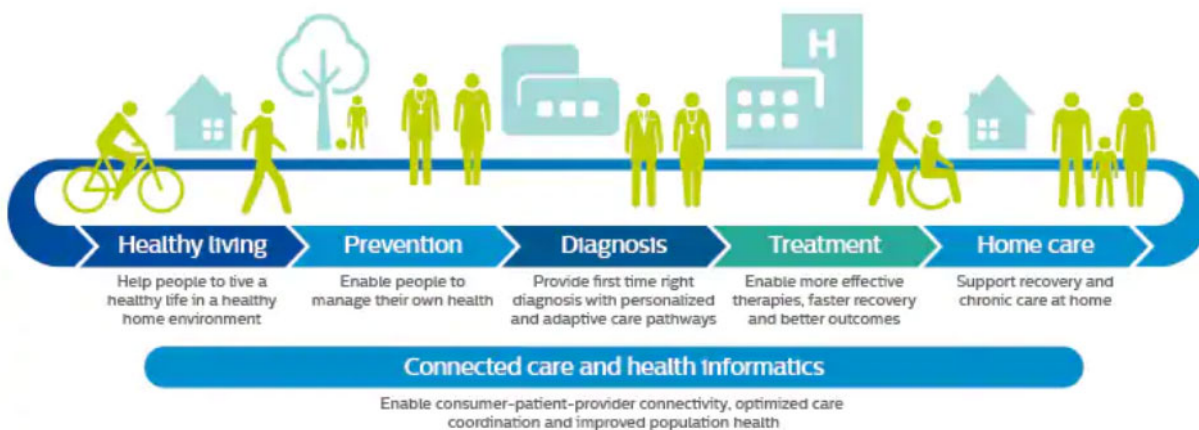 H
Healthy living
Prevention
Diagnosis
Treatment
Home care
Help people to live a
healthy life in a healthy
home environment
Enable people to
manage their own health
Provide first time right
diagnosis with personalized
and adaptive care pathways
Enable more effective
therapies, faster recovery
and better outcomes
Support recovery and
chronic care at home
Connected care and health informatics
Enable consumer-patient-provider connectivity, optimized care
coordination and improved population health